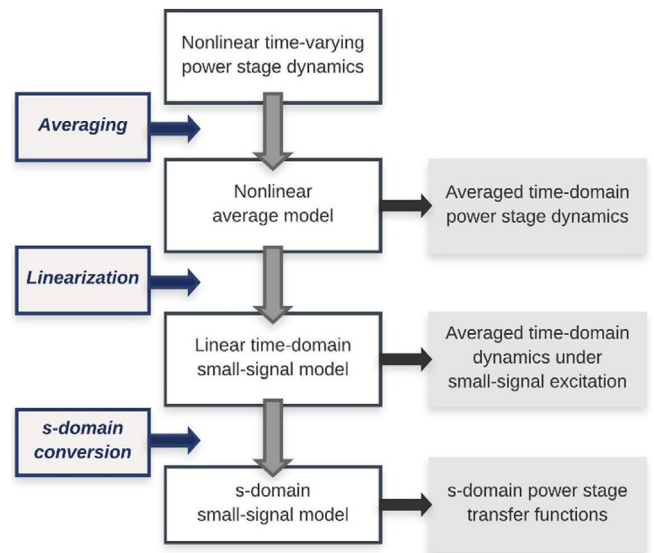 Nonlinear time-varying
power stage dynamics
Averaging
Nonlinear
average model
Averaged time-domain
power stage dynamics
Linearization
Linear time-domain
small-signal model
Averaged time-domain
dynamics under
small-signal excitation
s-domain
conversion
s-domain
small-signal model
s-domain power stage
transfer functions